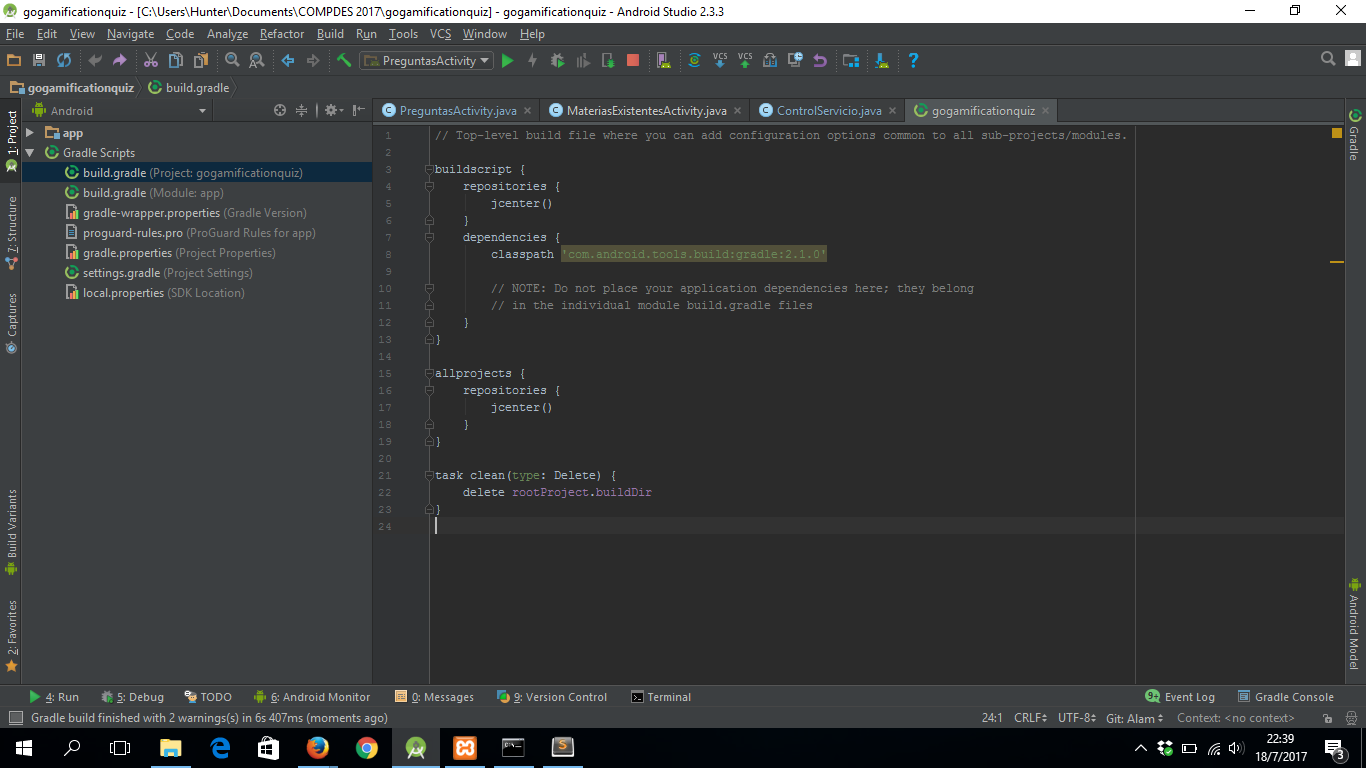 gogamificationquiz - [C:\Users\Hunter\Documents\COMPDES 2017\gogamificationquiz] - gogamificationquiz - Android Studio 2.3.3
File Edit View Navigate Code Analyze Refactor Build Run Tools VCS Window Help
PreguntasActivity VCS VCS
gogamificationquiz build.gradle
Android
PreguntasActivity.java MateriasExistentesActivity.java ControlServicio.java gogamificationquiz
1: Project
7: Structure
Captures
Build Variants
2: Favorites
app
Gradle Scripts
build.gradle (Project: gogamificationquiz)
build.gradle (Module: app)
gradle-wrapper.properties (Gradle Version)
proguard-rules.pro (ProGuard Rules for app)
gradle.properties (Project Properties)
settings.gradle (Project Settings)
local.properties (SDK Location)
1 // Top-level build file where you can add configuration options common to all sub-projects/modules.
2
3 buildscript {
4 repositories {
5 jcenter()
6 }
7 dependencies {
8 classpath 'com.android.tools.build:gradle:2.1.0'
9
10 // NOTE: Do not place your application dependencies here; they belong
11 // in the individual module build.gradle files
12 }
13 }
14
15 allprojects {
16 repositories {
17 jcenter()
18 }
19 }
20
21 task clean(type: Delete) {
22 delete rootProject.buildDir
23 }
24
Gradle
Android Model
4: Run 5: Debug TODO 6: Android Monitor 0: Messages 9: Version Control Terminal 9+ Event Log Gradle Console
Gradle build finished with 2 warnings(s) in 6s 407ms (moments ago) 24:1 CRLF UTF-8 Git: Alam Context: <no context>
22:39
18/7/2017
3